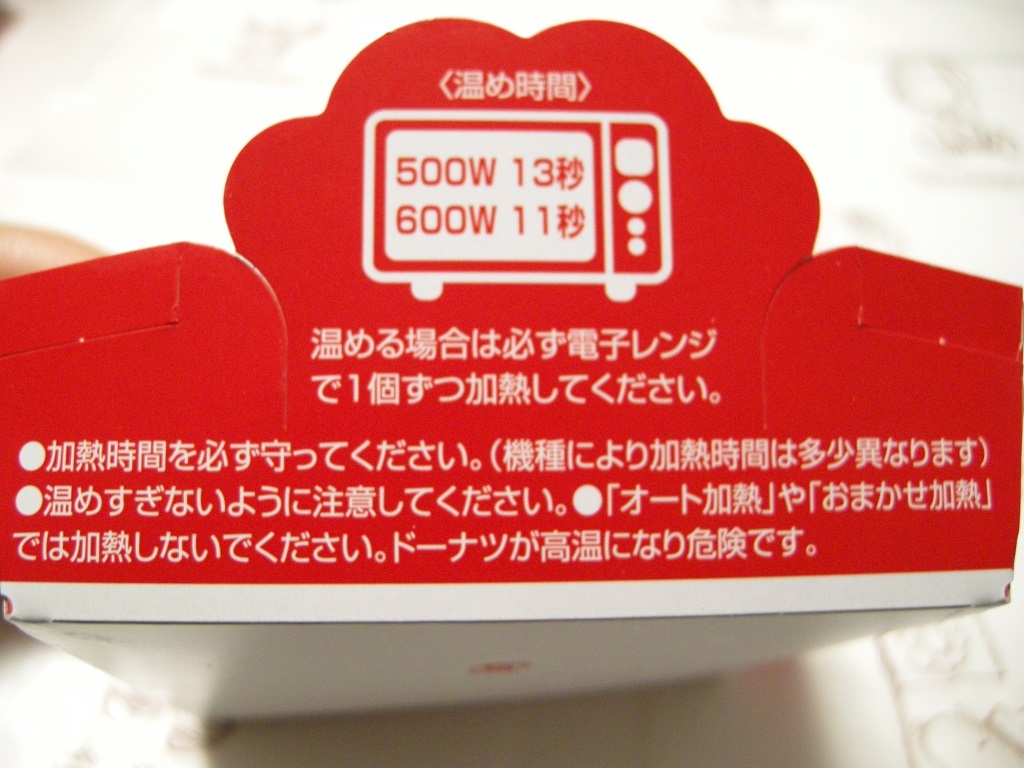 〈温め時間〉
500W 13秒
600W 11秒
温める場合は必ず電子レンジ
で1個ずつ加熱してください。
●加熱時間を必ず守ってください。(機種により加熱時間は多少異なります)
●温めすぎないように注意してください。●「オート加熱」や「おまかせ加熱」
では加熱しないでください。ドーナツが高温になり危険です。